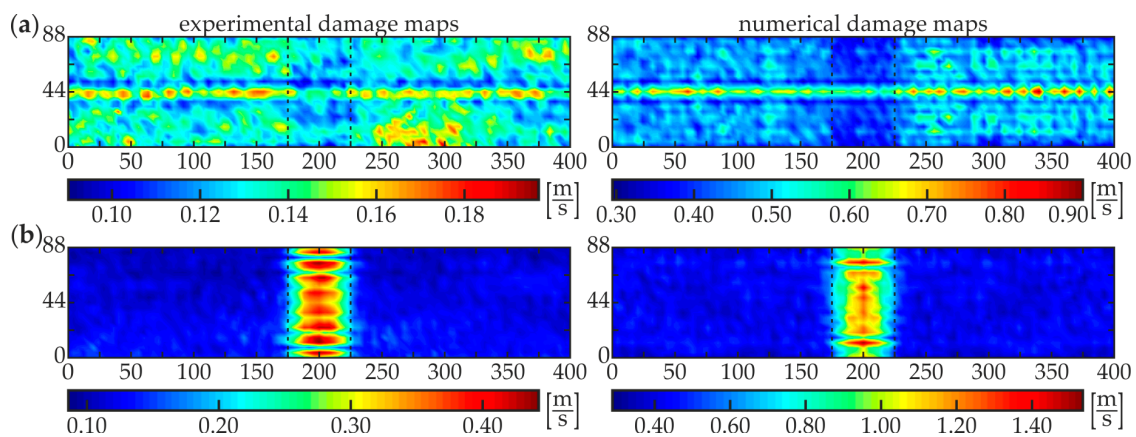 experimental damage maps numerical damage maps
(a) 88 88
44 44
0 0
0 50 100 150 200 250 300 350 400 0 50 100 150 200 250 300 350 400
0.10 0.12 0.14 0.16 0.18 [m/s] 0.30 0.40 0.50 0.60 0.70 0.80 0.90 [m/s]
(b) 88 88
44 44
0 0
0 50 100 150 200 250 300 350 400 0 50 100 150 200 250 300 350 400
0.10 0.20 0.30 0.40 [m/s] 0.40 0.60 0.80 1.00 1.20 1.40 [m/s]